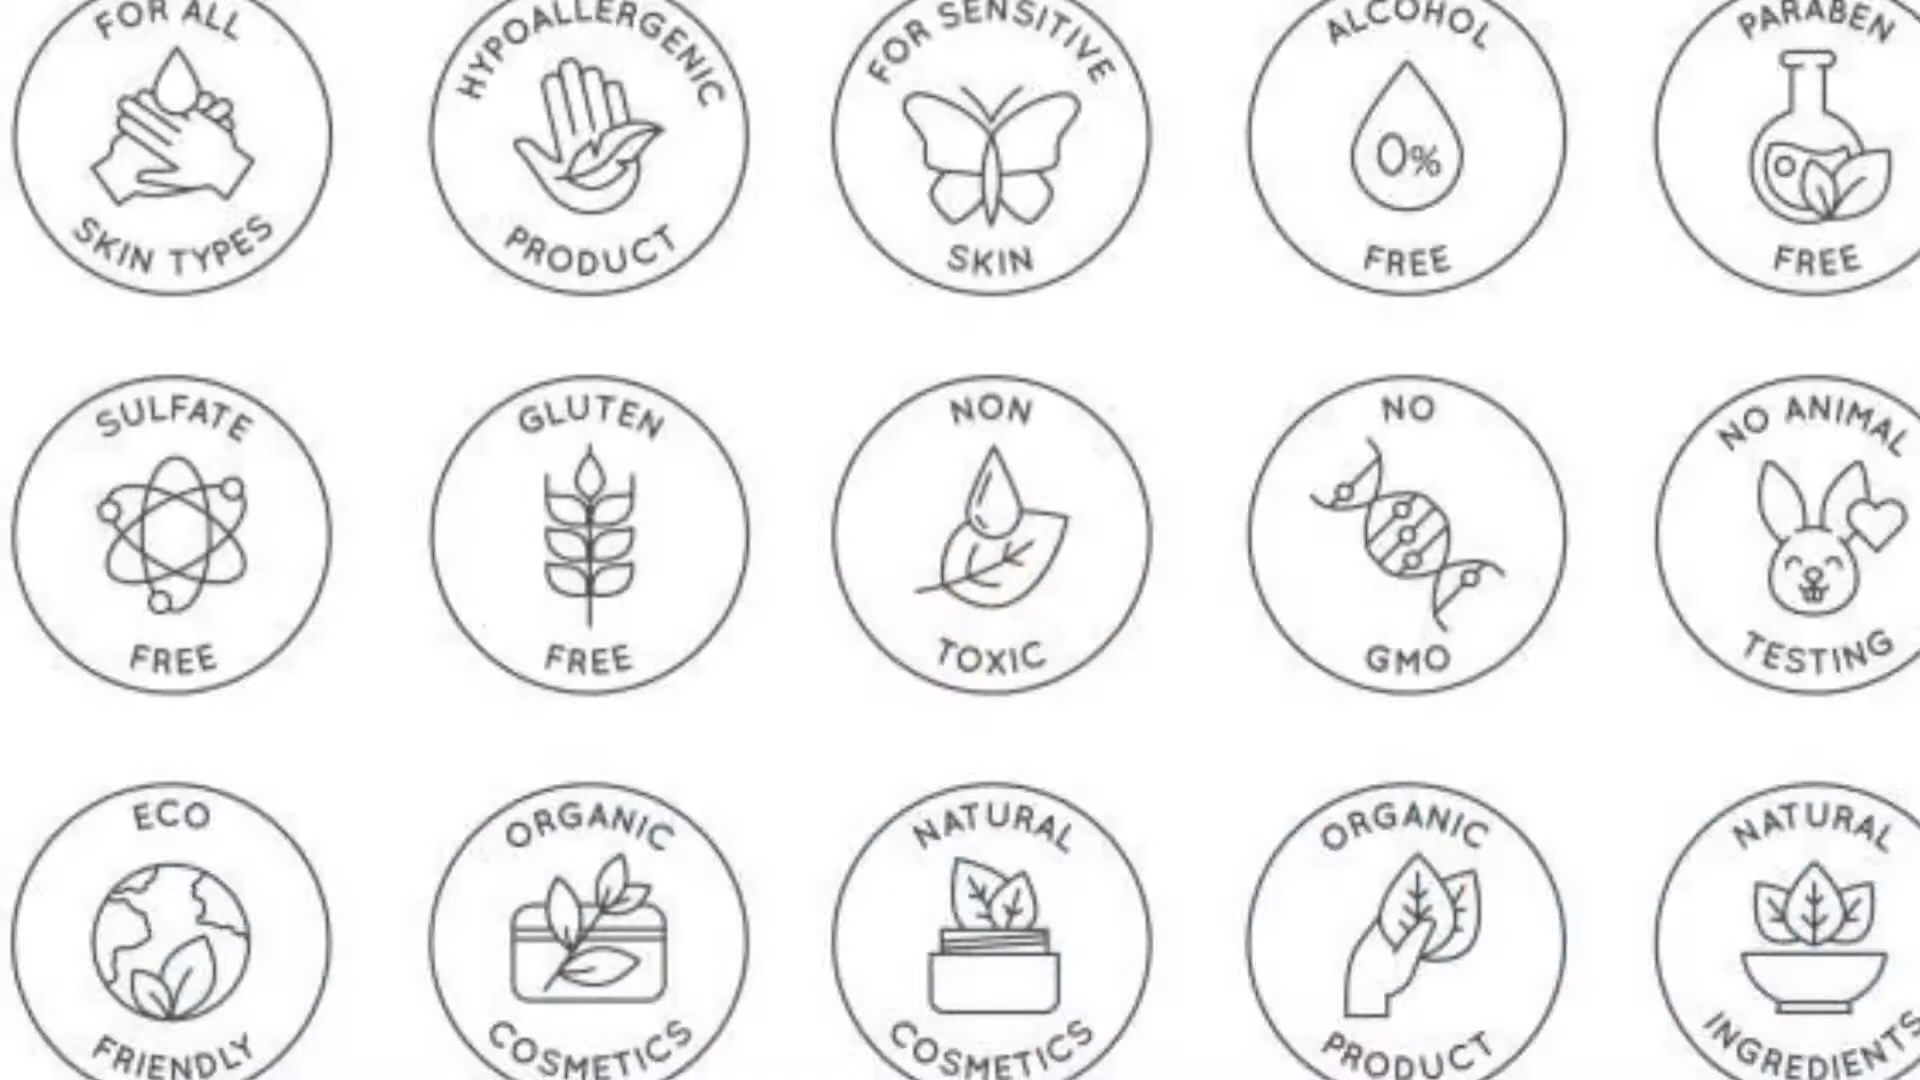 FOR ALL
SKIN TYPES
HYPOALLERGENIC
PRODUCT
FOR SENSITIVE
SKIN
ALCOHOL
0%
FREE
PARABEN
FREE
SULFATE
FREE
GLUTEN
FREE
NON
TOXIC
NO
GMO
NO ANIMAL
TESTING
ECO
FRIENDLY
ORGANIC
COSMETICS
NATURAL
COSMETICS
ORGANIC
PRODUCT
NATURAL
INGREDIENTS